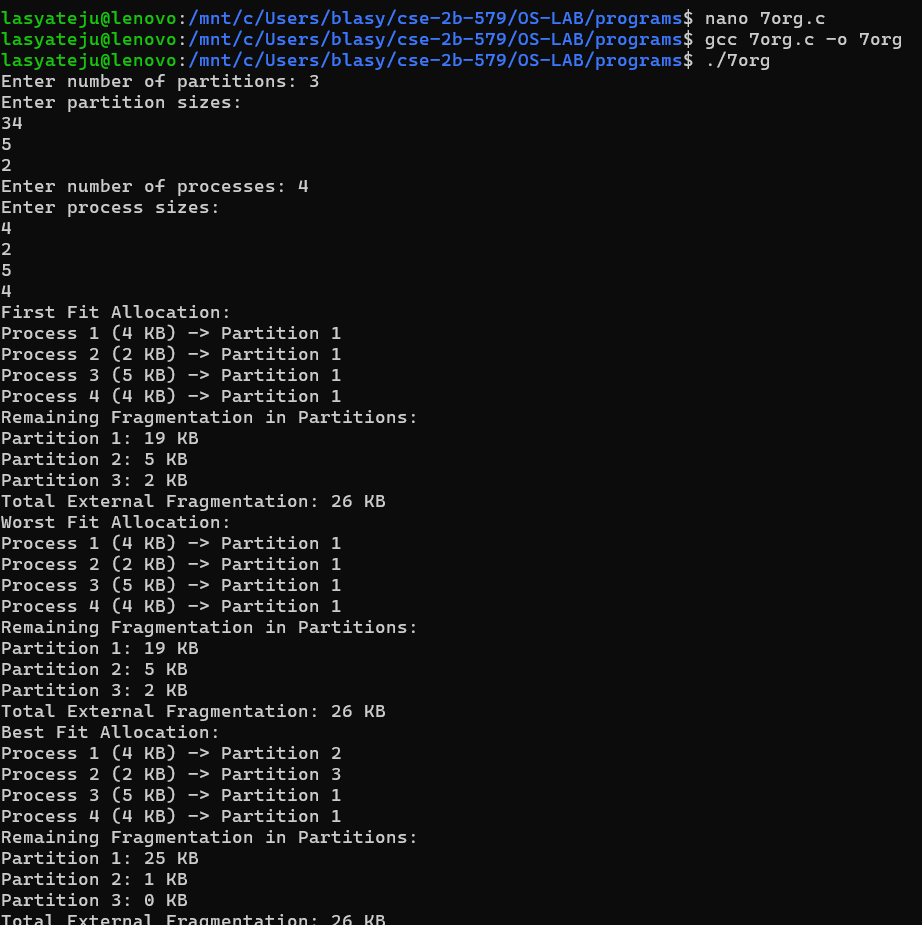 lasyateju@lenovo:/mnt/c/Users/blasy/cse-2b-579/OS-LAB/programs$ nano 7org.c
lasyateju@lenovo:/mnt/c/Users/blasy/cse-2b-579/OS-LAB/programs$ gcc 7org.c -o 7org
lasyateju@lenovo:/mnt/c/Users/blasy/cse-2b-579/OS-LAB/programs$ ./7org
Enter number of partitions: 3
Enter partition sizes:
34
5
2
Enter number of processes: 4
Enter process sizes:
4
2
5
4
First Fit Allocation:
Process 1 (4 KB) -> Partition 1
Process 2 (2 KB) -> Partition 1
Process 3 (5 KB) -> Partition 1
Process 4 (4 KB) -> Partition 1
Remaining Fragmentation in Partitions:
Partition 1: 19 KB
Partition 2: 5 KB
Partition 3: 2 KB
Total External Fragmentation: 26 KB
Worst Fit Allocation:
Process 1 (4 KB) -> Partition 1
Process 2 (2 KB) -> Partition 1
Process 3 (5 KB) -> Partition 1
Process 4 (4 KB) -> Partition 1
Remaining Fragmentation in Partitions:
Partition 1: 19 KB
Partition 2: 5 KB
Partition 3: 2 KB
Total External Fragmentation: 26 KB
Best Fit Allocation:
Process 1 (4 KB) -> Partition 2
Process 2 (2 KB) -> Partition 3
Process 3 (5 KB) -> Partition 1
Process 4 (4 KB) -> Partition 1
Remaining Fragmentation in Partitions:
Partition 1: 25 KB
Partition 2: 1 KB
Partition 3: 0 KB
Total External Fragmentation: 26 KB